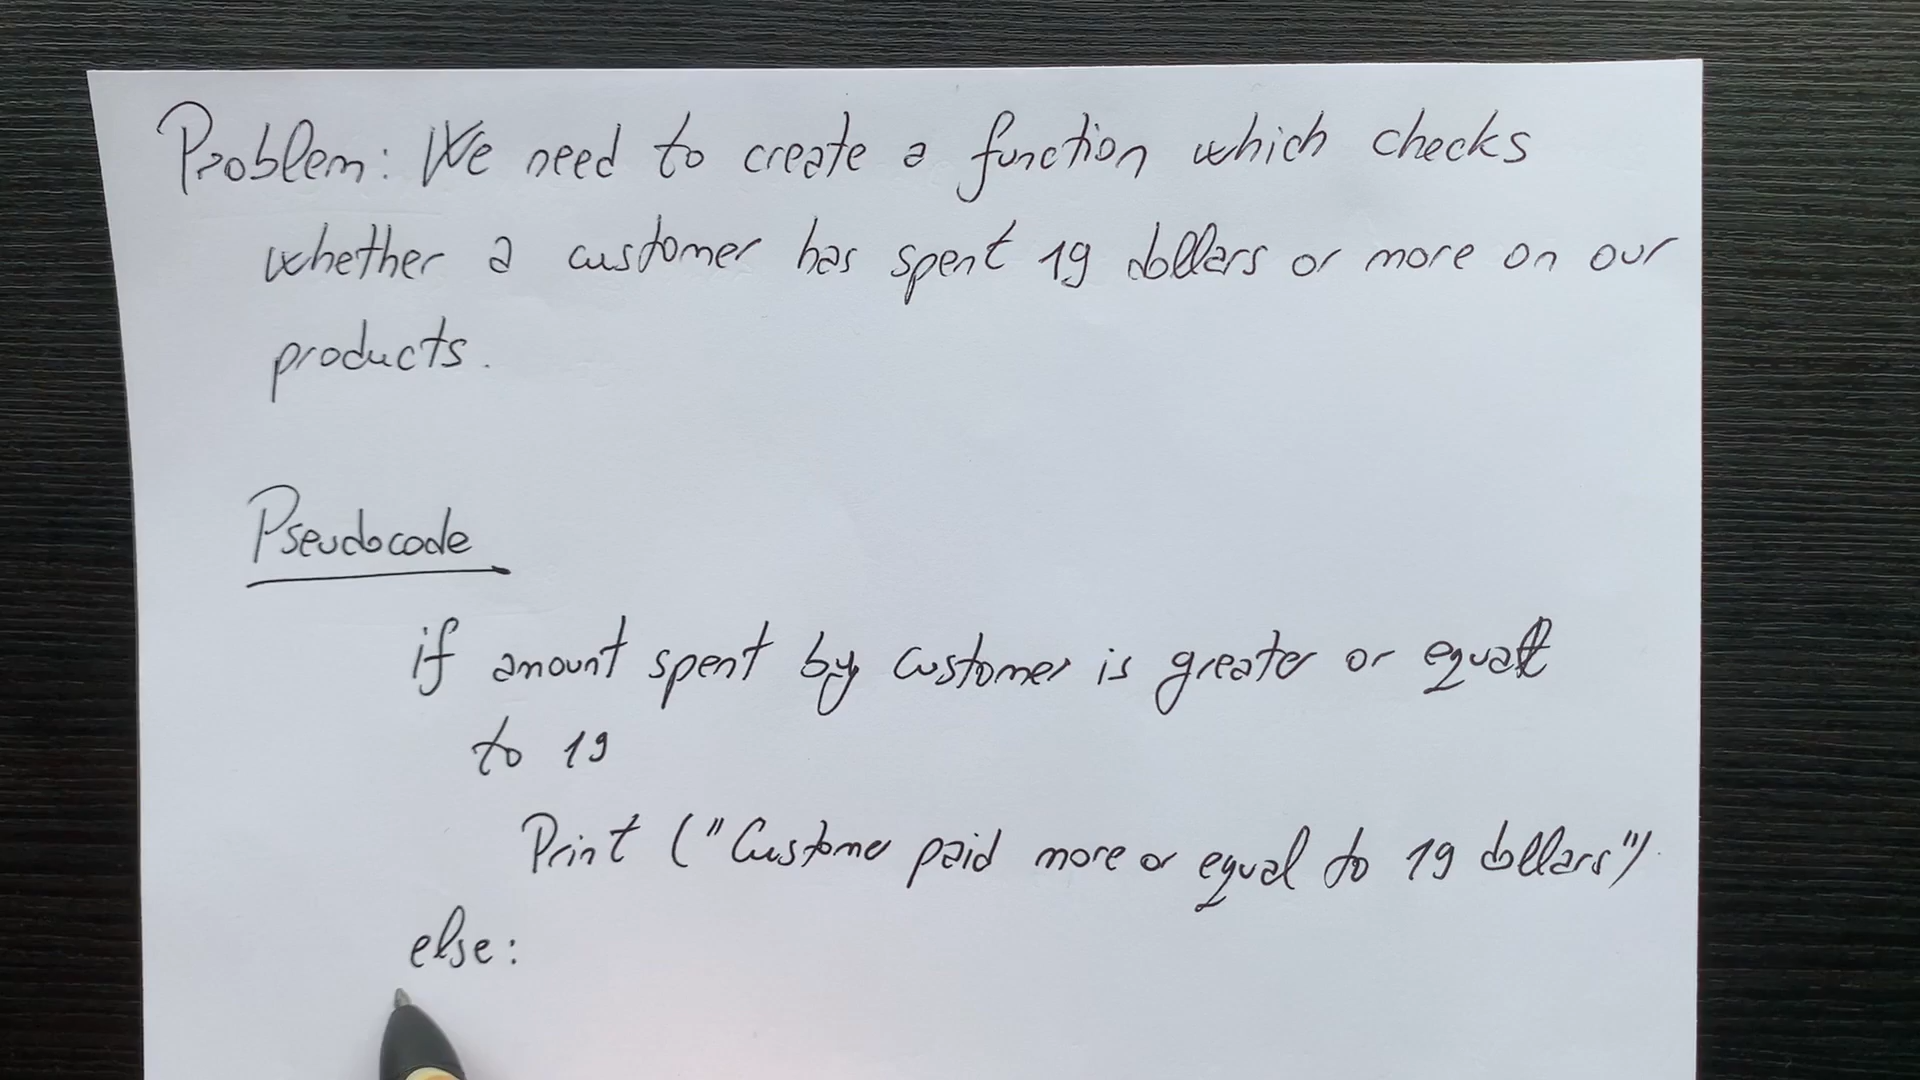 Problem: We need to create a function which checks
whether a customer has spent 19 dollars or more on our
products.
Pseudocode
if amount spent by customer is greater or equal
to 19
Print ("Customer paid more or equal to 19 dollars")
else: